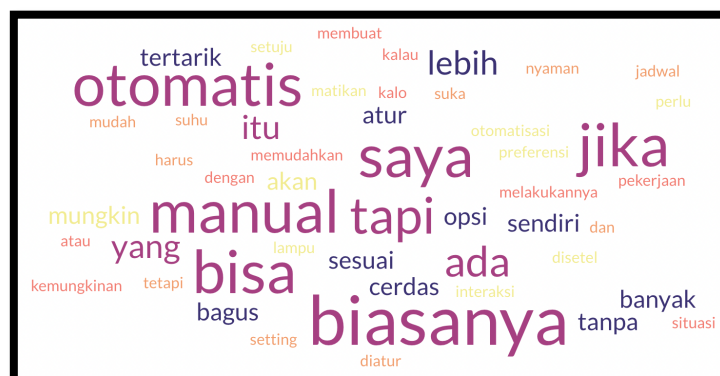 membuat
tertarik setuju kalau lebih nyaman jadwal
otomatis matikan kalo suka perlu
mudah suhu itu atur otomatisasi jika
harus memudahkan saya preferensi
dengan akan melakukannya pekerjaan
mungkin manual tapi opsi sendiri dan
atau yang lampu sesuai ada disetel
kemungkinan tetapi bisa cerdas interaksi banyak
bagus biasanya tanpa situasi
setting
diatur